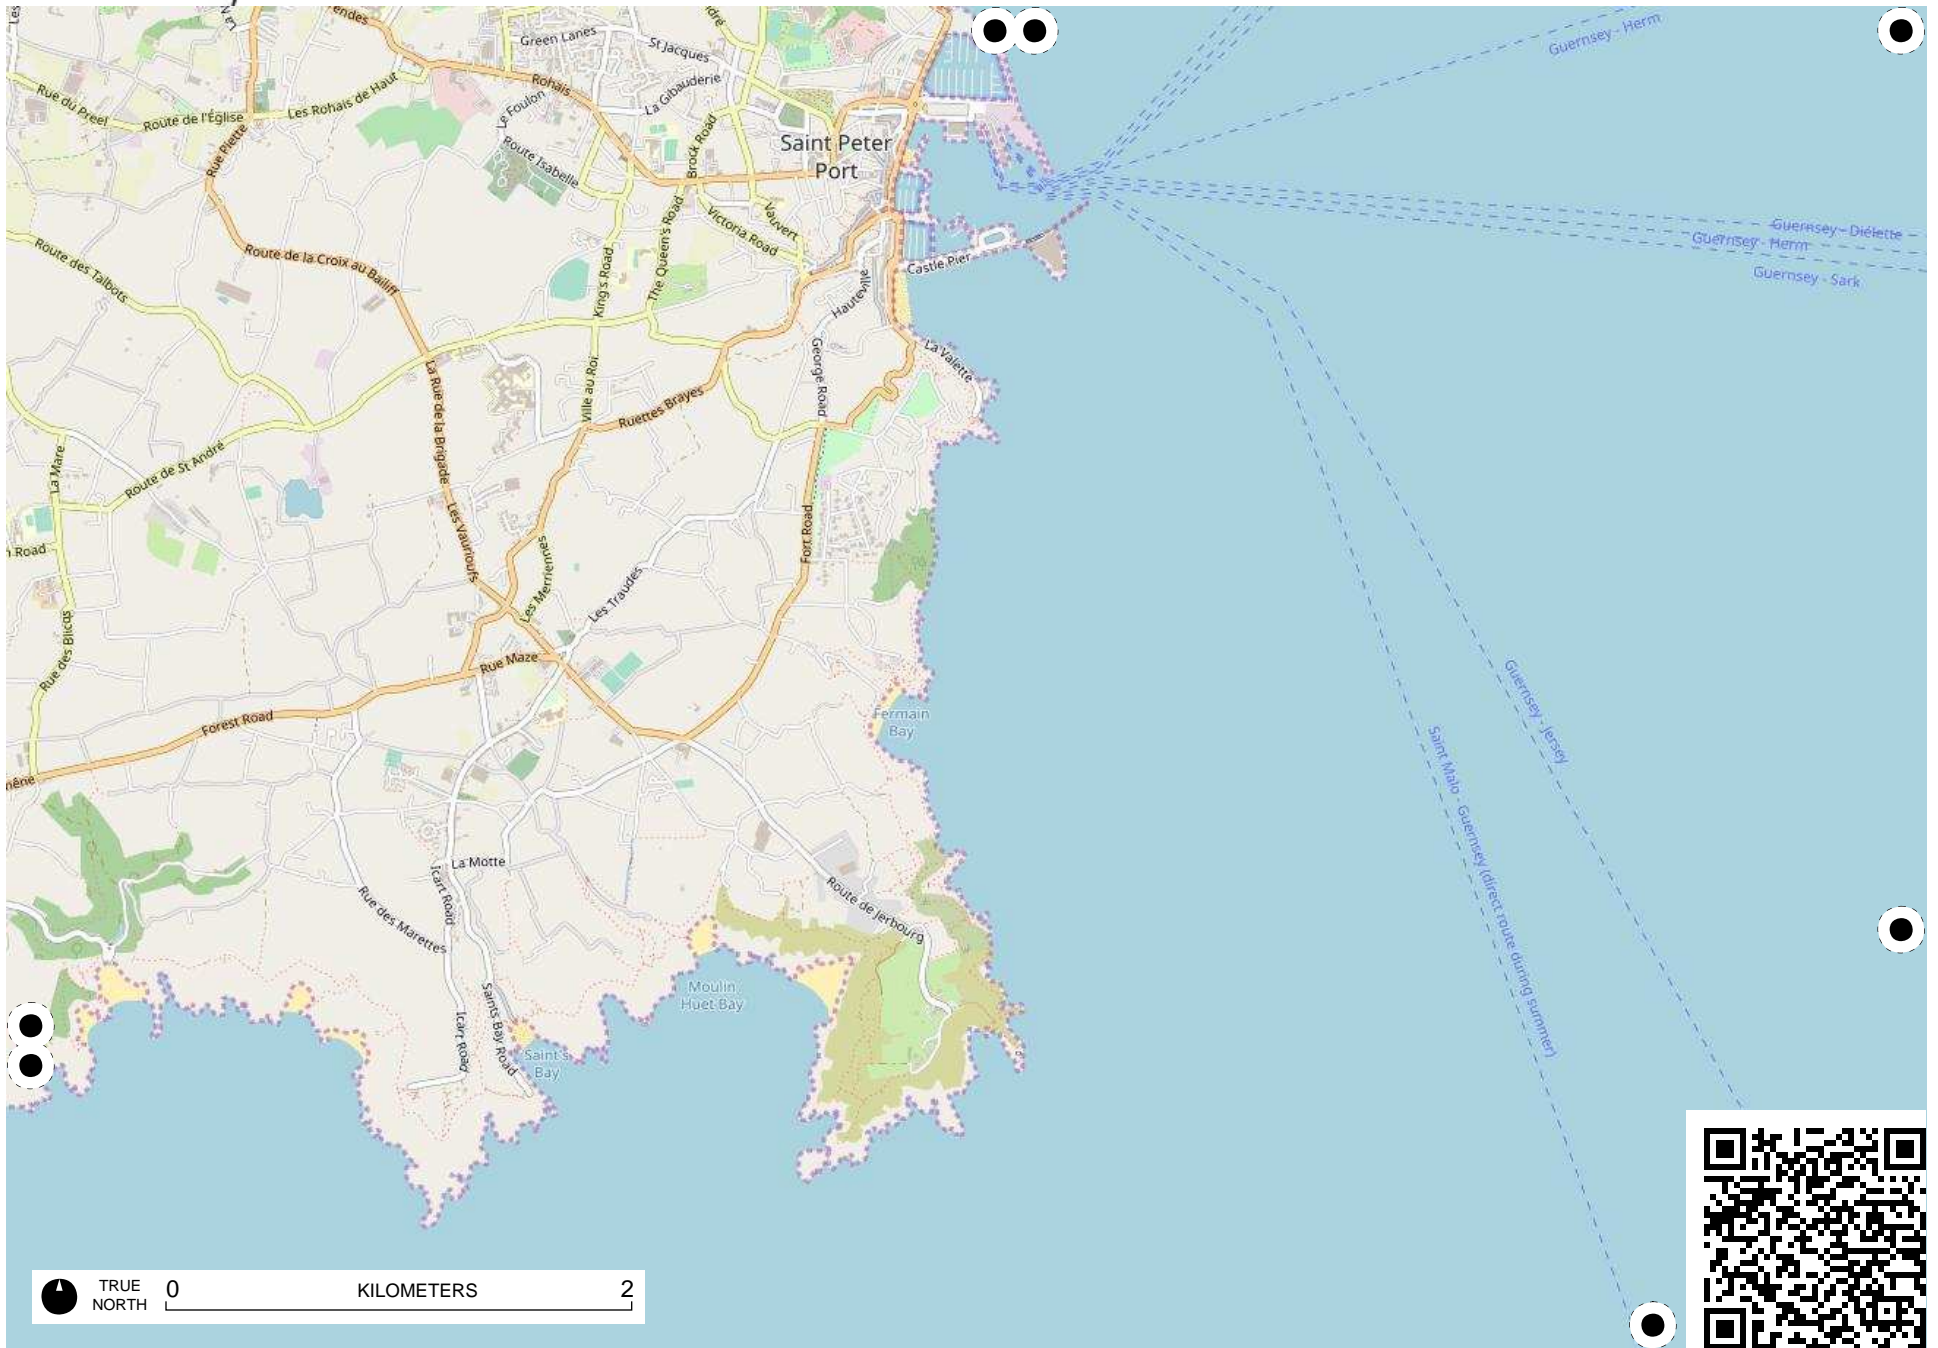 Green Lanes
St Jacques
Guernsey - Herm
Rue du Preel
Route de l'Église
Les Rohais de Haut
Rohais
Le Foulon
La Gibauderie
Rue Piette
Route Isabelle
Brock Road
Saint Peter
Port
Victoria Road
Vauvert
The Queen's Road
King's Road
Route des Talbots
Route de la Croix au Bailiff
Hauteville
Castle Pier
Guernsey - Diélette
Guernsey - Herm
Guernsey - Sark
La Valette
George Road
Ville au Roi
Ruettes Brayes
La Rue de la Brigade
La Mare
Route de St André
Les Vaurioufs
Fort Road
Les Merriennes
Les Traudes
Road
Rue des Blicqs
Rue Maze
Forest Road
Fermain
Bay
Guernsey - Jersey
Saint Malo - Guernsey (direct route during summer)
La Motte
Icart Road
Rue des Marettes
Route de Jerbourg
Moulin
Huet Bay
Saints Bay Road
Icart Road
Saint's
Bay
TRUE
NORTH
0 KILOMETERS 2